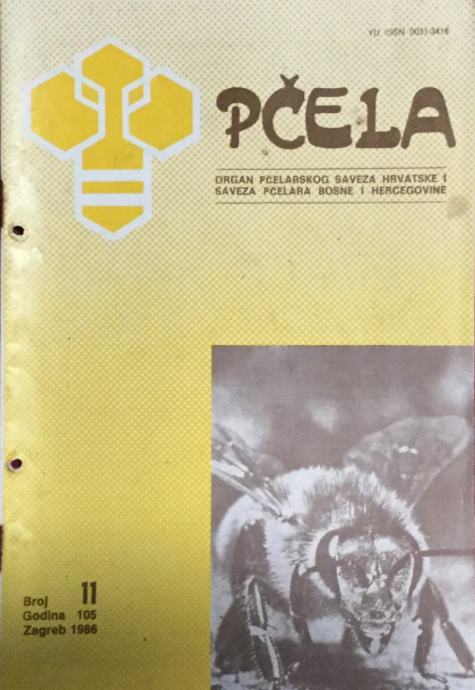 YU ISSN 0031-3416
PČELA
ORGAN PČELARSKOG SAVEZA HRVATSKE I
SAVEZA PČELARA BOSNE I HERCEGOVINE
Broj 11
Godina 105
Zagreb 1986